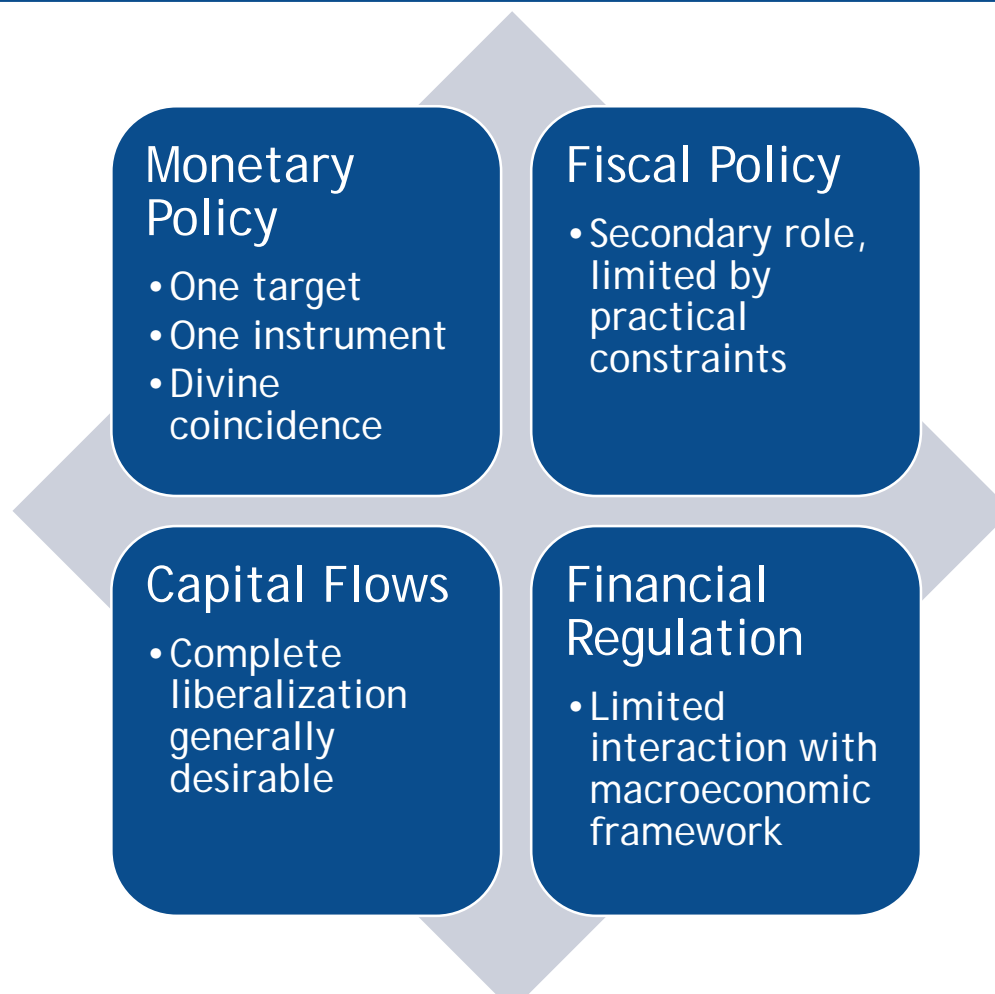 Monetary
Policy
• One target
• One instrument
• Divine
coincidence
Fiscal Policy
• Secondary role,
limited by
practical
constraints
Capital Flows
• Complete
liberalization
generally
desirable
Financial
Regulation
• Limited
interaction with
macroeconomic
framework